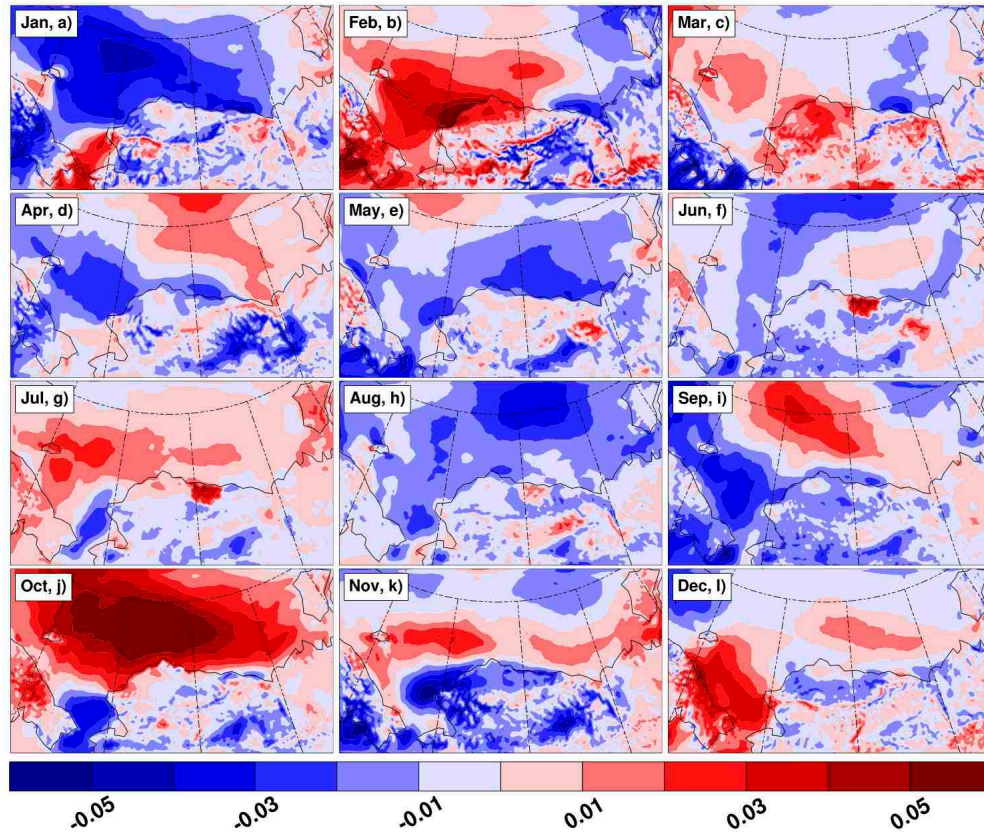 Jan, a) Feb, b) Mar, c)
Apr, d) May, e) Jun, f)
Jul, g) Aug, h) Sep, i)
Oct, j) Nov, k) Dec, l)
-0.05 -0.03 -0.01 0.01 0.03 0.05